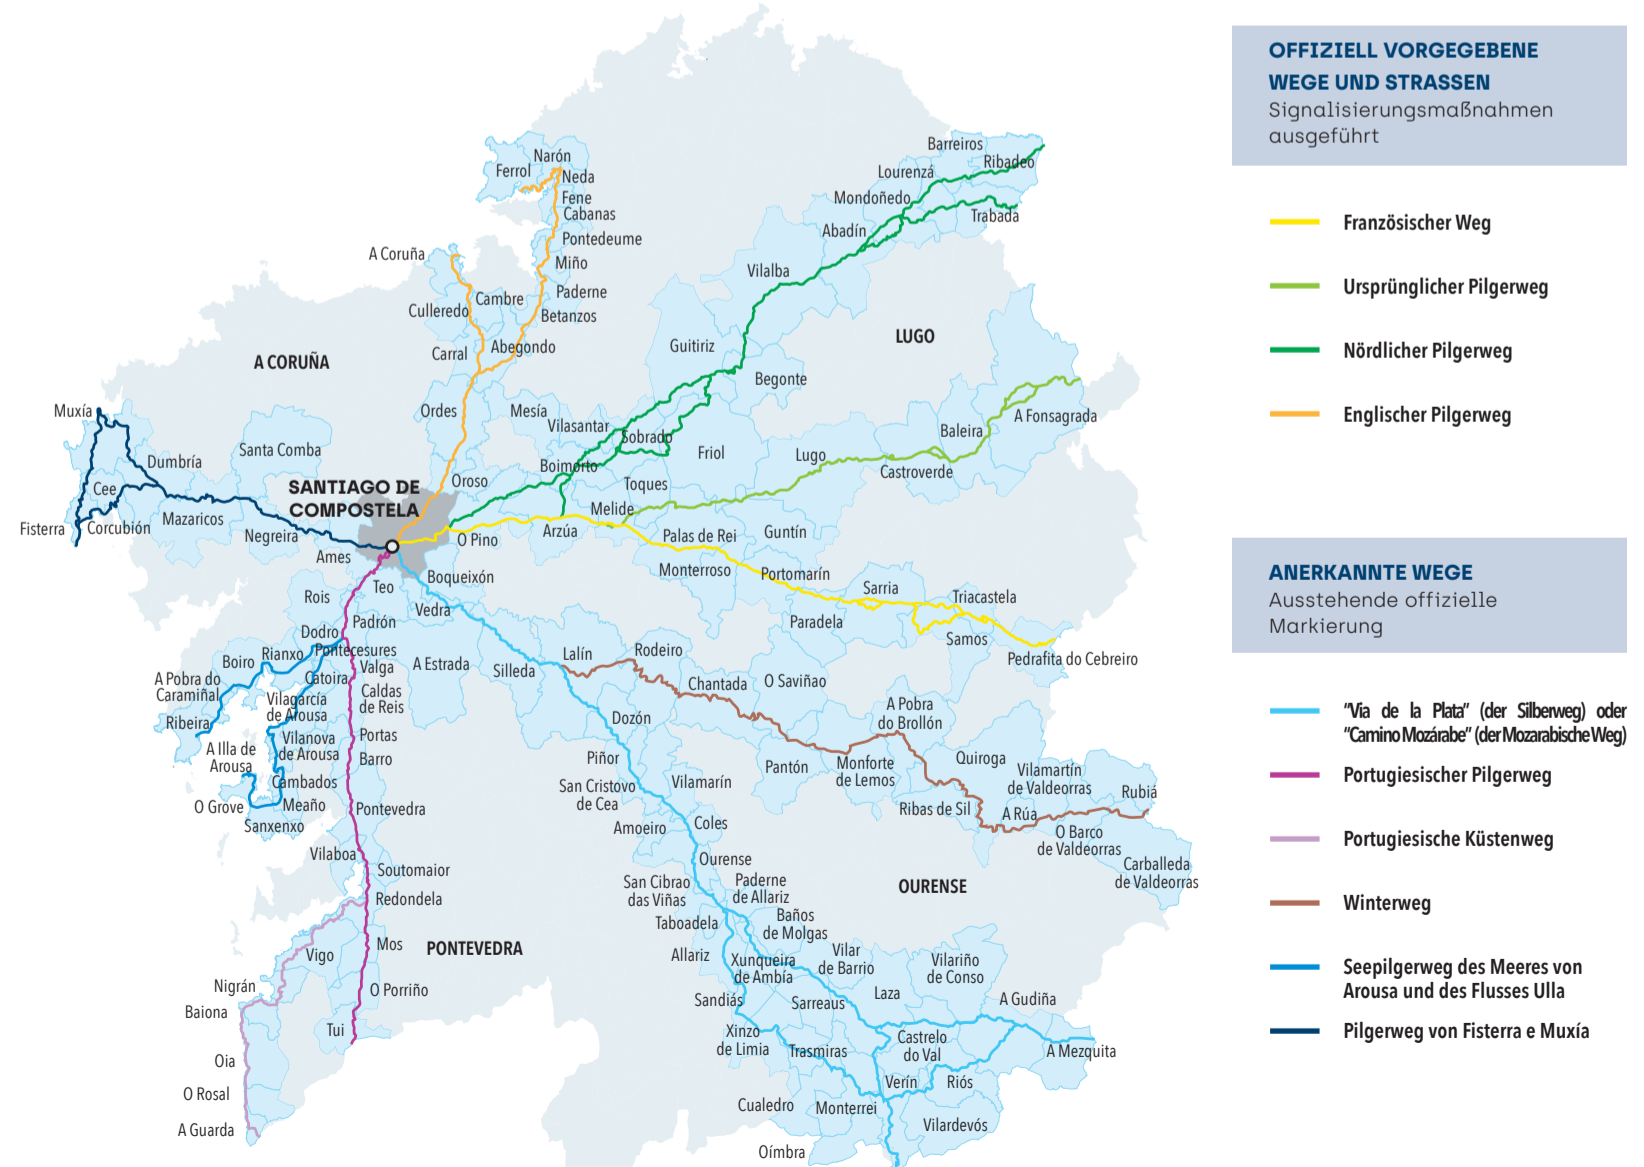 Narón
Ferrol
Neda
Fene
Cabanas
Pontedeume
Miño
Paderne
Betanzos
A Coruña
Cambre
Culleredo
Carral
Abegondo
Barreiros
Ribadeo
Lourenzá
Mondoñedo
Trabada
Abadín
Vilalba
A CORUÑA
LUGO
Guitiriz
Begonte
Muxía
Ordes
Mesía
Vilasantar
Sobrado
Friol
Boimorto
Toques
Lugo
Baleira
A Fonsagrada
Castroverde
Santa Comba
Dumbría
Cee
SANTIAGO DE
COMPOSTELA
Oroso
Fisterra
Corcubión
Mazaricos
Negreira
Ames
O Pino
Arzúa
Melide
Palas de Rei
Guntín
Monterroso
Portomarín
Sarria
Triacastela
Paradela
Samos
Pedrafita do Cebreiro
Boqueixón
Teo
Vedra
Rois
Padrón
Dodro
Pontecesures
Rianxo
Valga
Boiro
Catoira
A Pobra do
Caramiñal
Caldas
de Reis
Vilagarcía
de Arousa
Ribeira
Portas
Vilanova
de Arousa
A Illa de
Arousa
Barro
Cambados
O Grove
Meaño
Sanxenxo
Pontevedra
A Estrada
Silleda
Lalín
Rodeiro
Chantada
O Saviñao
A Pobra
do Brollón
Dozón
Piñor
Vilamarín
Pantón
Monforte
de Lemos
Quiroga
Vilamartín
de Valdeorras
Rubiá
Ribas de Sil
A Rúa
O Barco
de Valdeorras
Carballeda
de Valdeorras
San Cristovo
de Cea
Amoeiro
Coles
Ourense
OURENSE
Vilaboa
Soutomaior
Redondela
Mos
PONTEVEDRA
Vigo
Nigrán
O Porriño
Baiona
Tui
Oia
O Rosal
A Guarda
San Cibrao
das Viñas
Paderne
de Allariz
Taboadela
Baños
de Molgas
Allariz
Xunqueira
de Ambía
Vilar
de Barrio
Vilariño
de Conso
Sandiás
Sarreaus
Laza
A Gudiña
Xinzo
de Limia
Trasmiras
Castrelo
do Val
A Mezquita
Verín
Riós
Cualedro
Monterrei
Vilardevós
Oímbra
OFFIZIELL VORGEGEBENE
WEGE UND STRASSEN
Signalisierungsmaßnahmen
ausgeführt
Französischer Weg
Ursprünglicher Pilgerweg
Nördlicher Pilgerweg
Englischer Pilgerweg
ANERKANNTE WEGE
Ausstehende offizielle
Markierung
"Via de la Plata" (der Silberweg) oder
"Camino Mozárabe" (der Mozarabische Weg)
Portugiesischer Pilgerweg
Portugiesische Küstenweg
Winterweg
Seepilgerweg des Meeres von
Arousa und des Flusses Ulla
Pilgerweg von Fisterra e Muxía